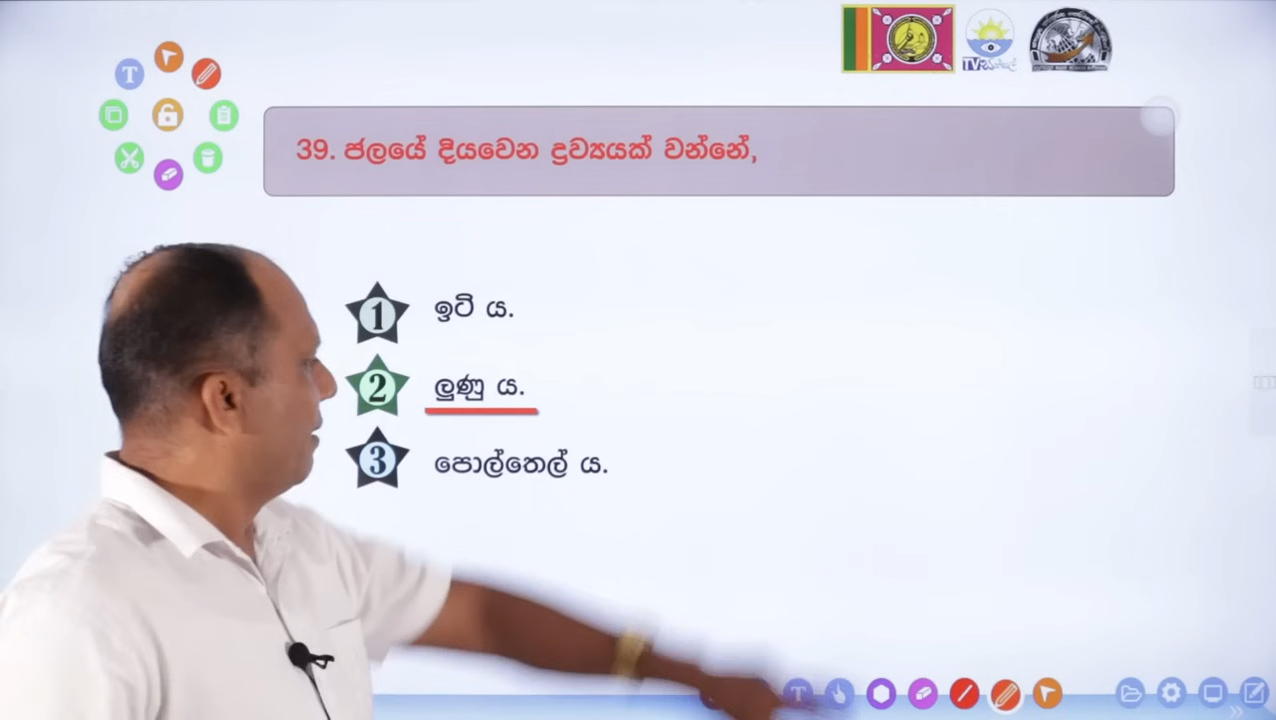 39. ජලයේ දියවෙන ද්‍රව්‍යයක් වන්නේ,
1 ඉටි ය.
2 ලුණු ය.
3 පොල්තෙල් ය.